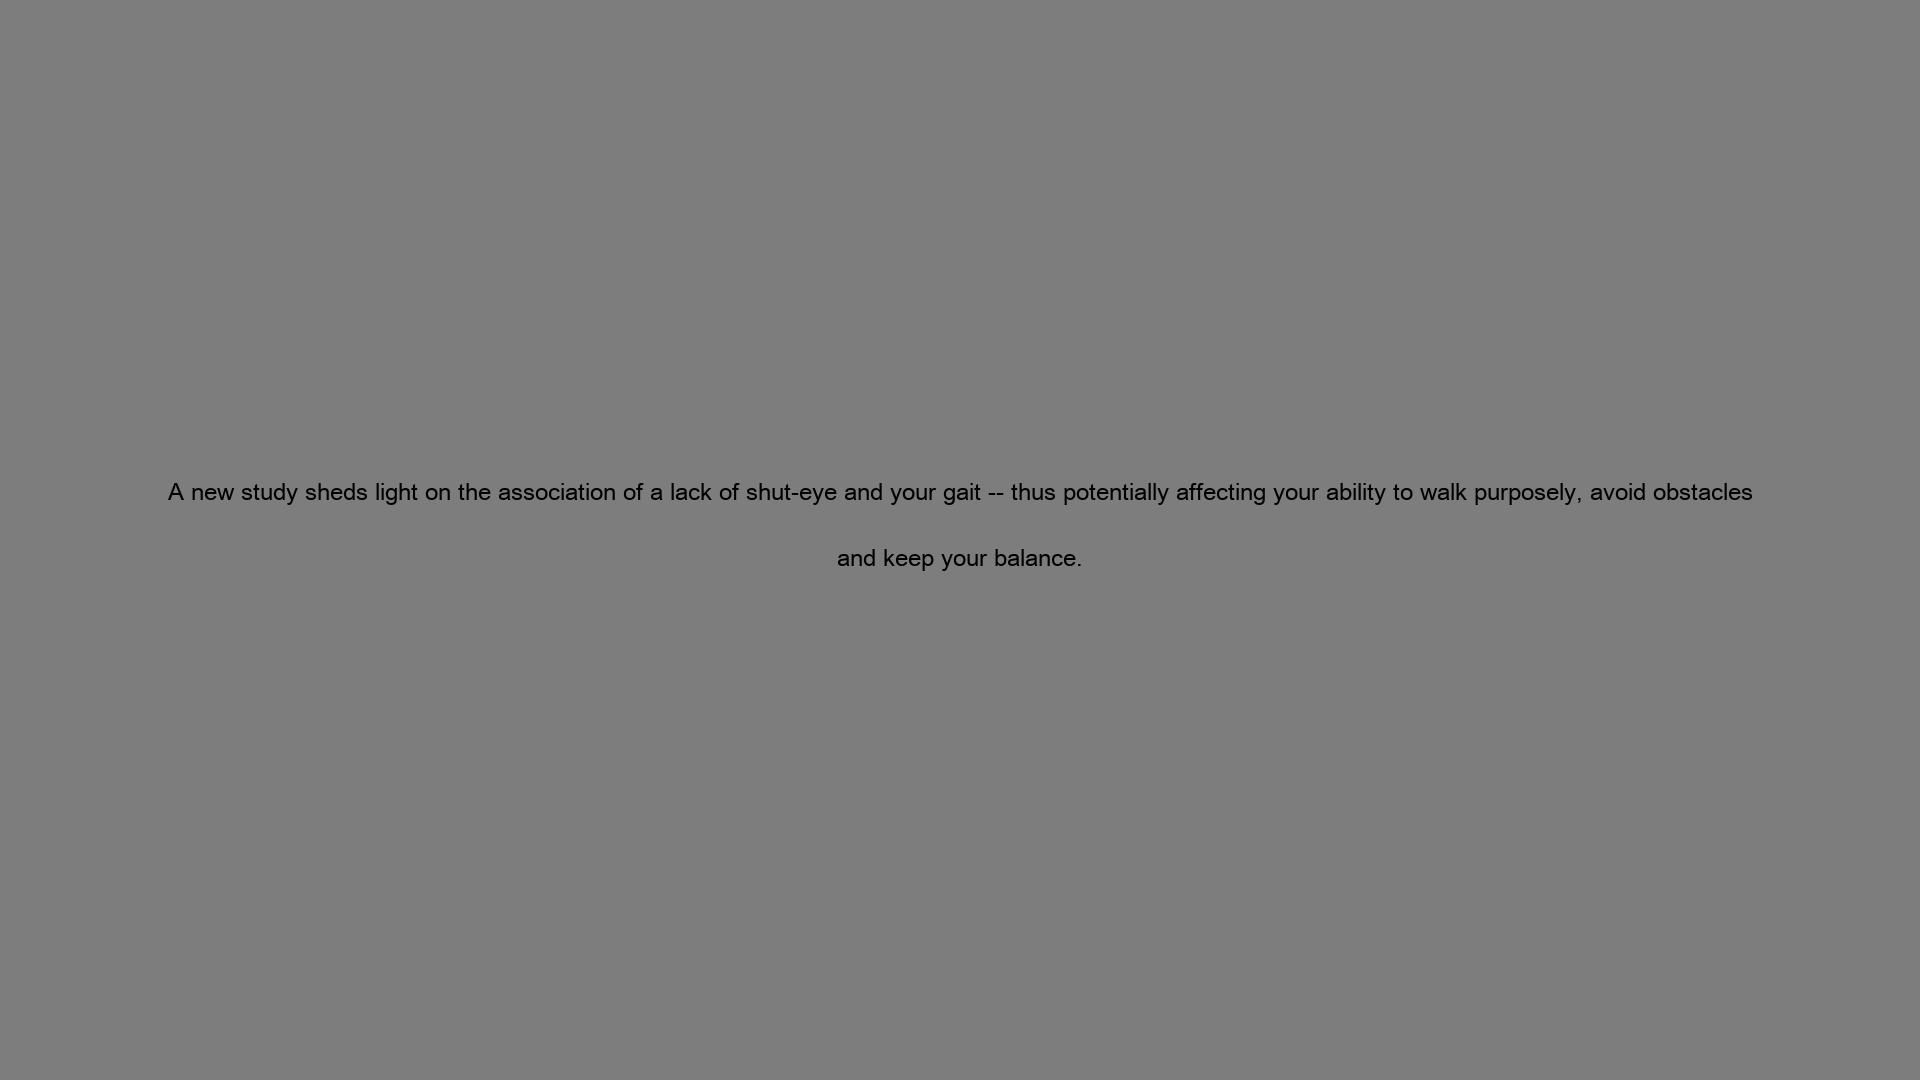 A new study sheds light on the association of a lack of shut-eye and your gait -- thus potentially affecting your ability to walk purposely, avoid obstacles
and keep your balance.